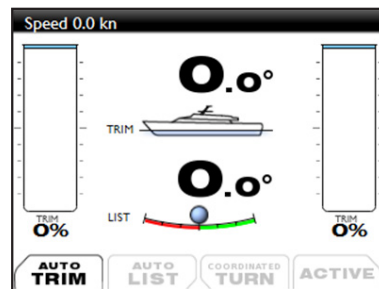 Speed 0.0 kn
0.0°
TRIM
0.0°
LIST
TRIM
0%
TRIM
0%
AUTO
TRIM
AUTO
LIST
COORDINATED
TURN
ACTIVE